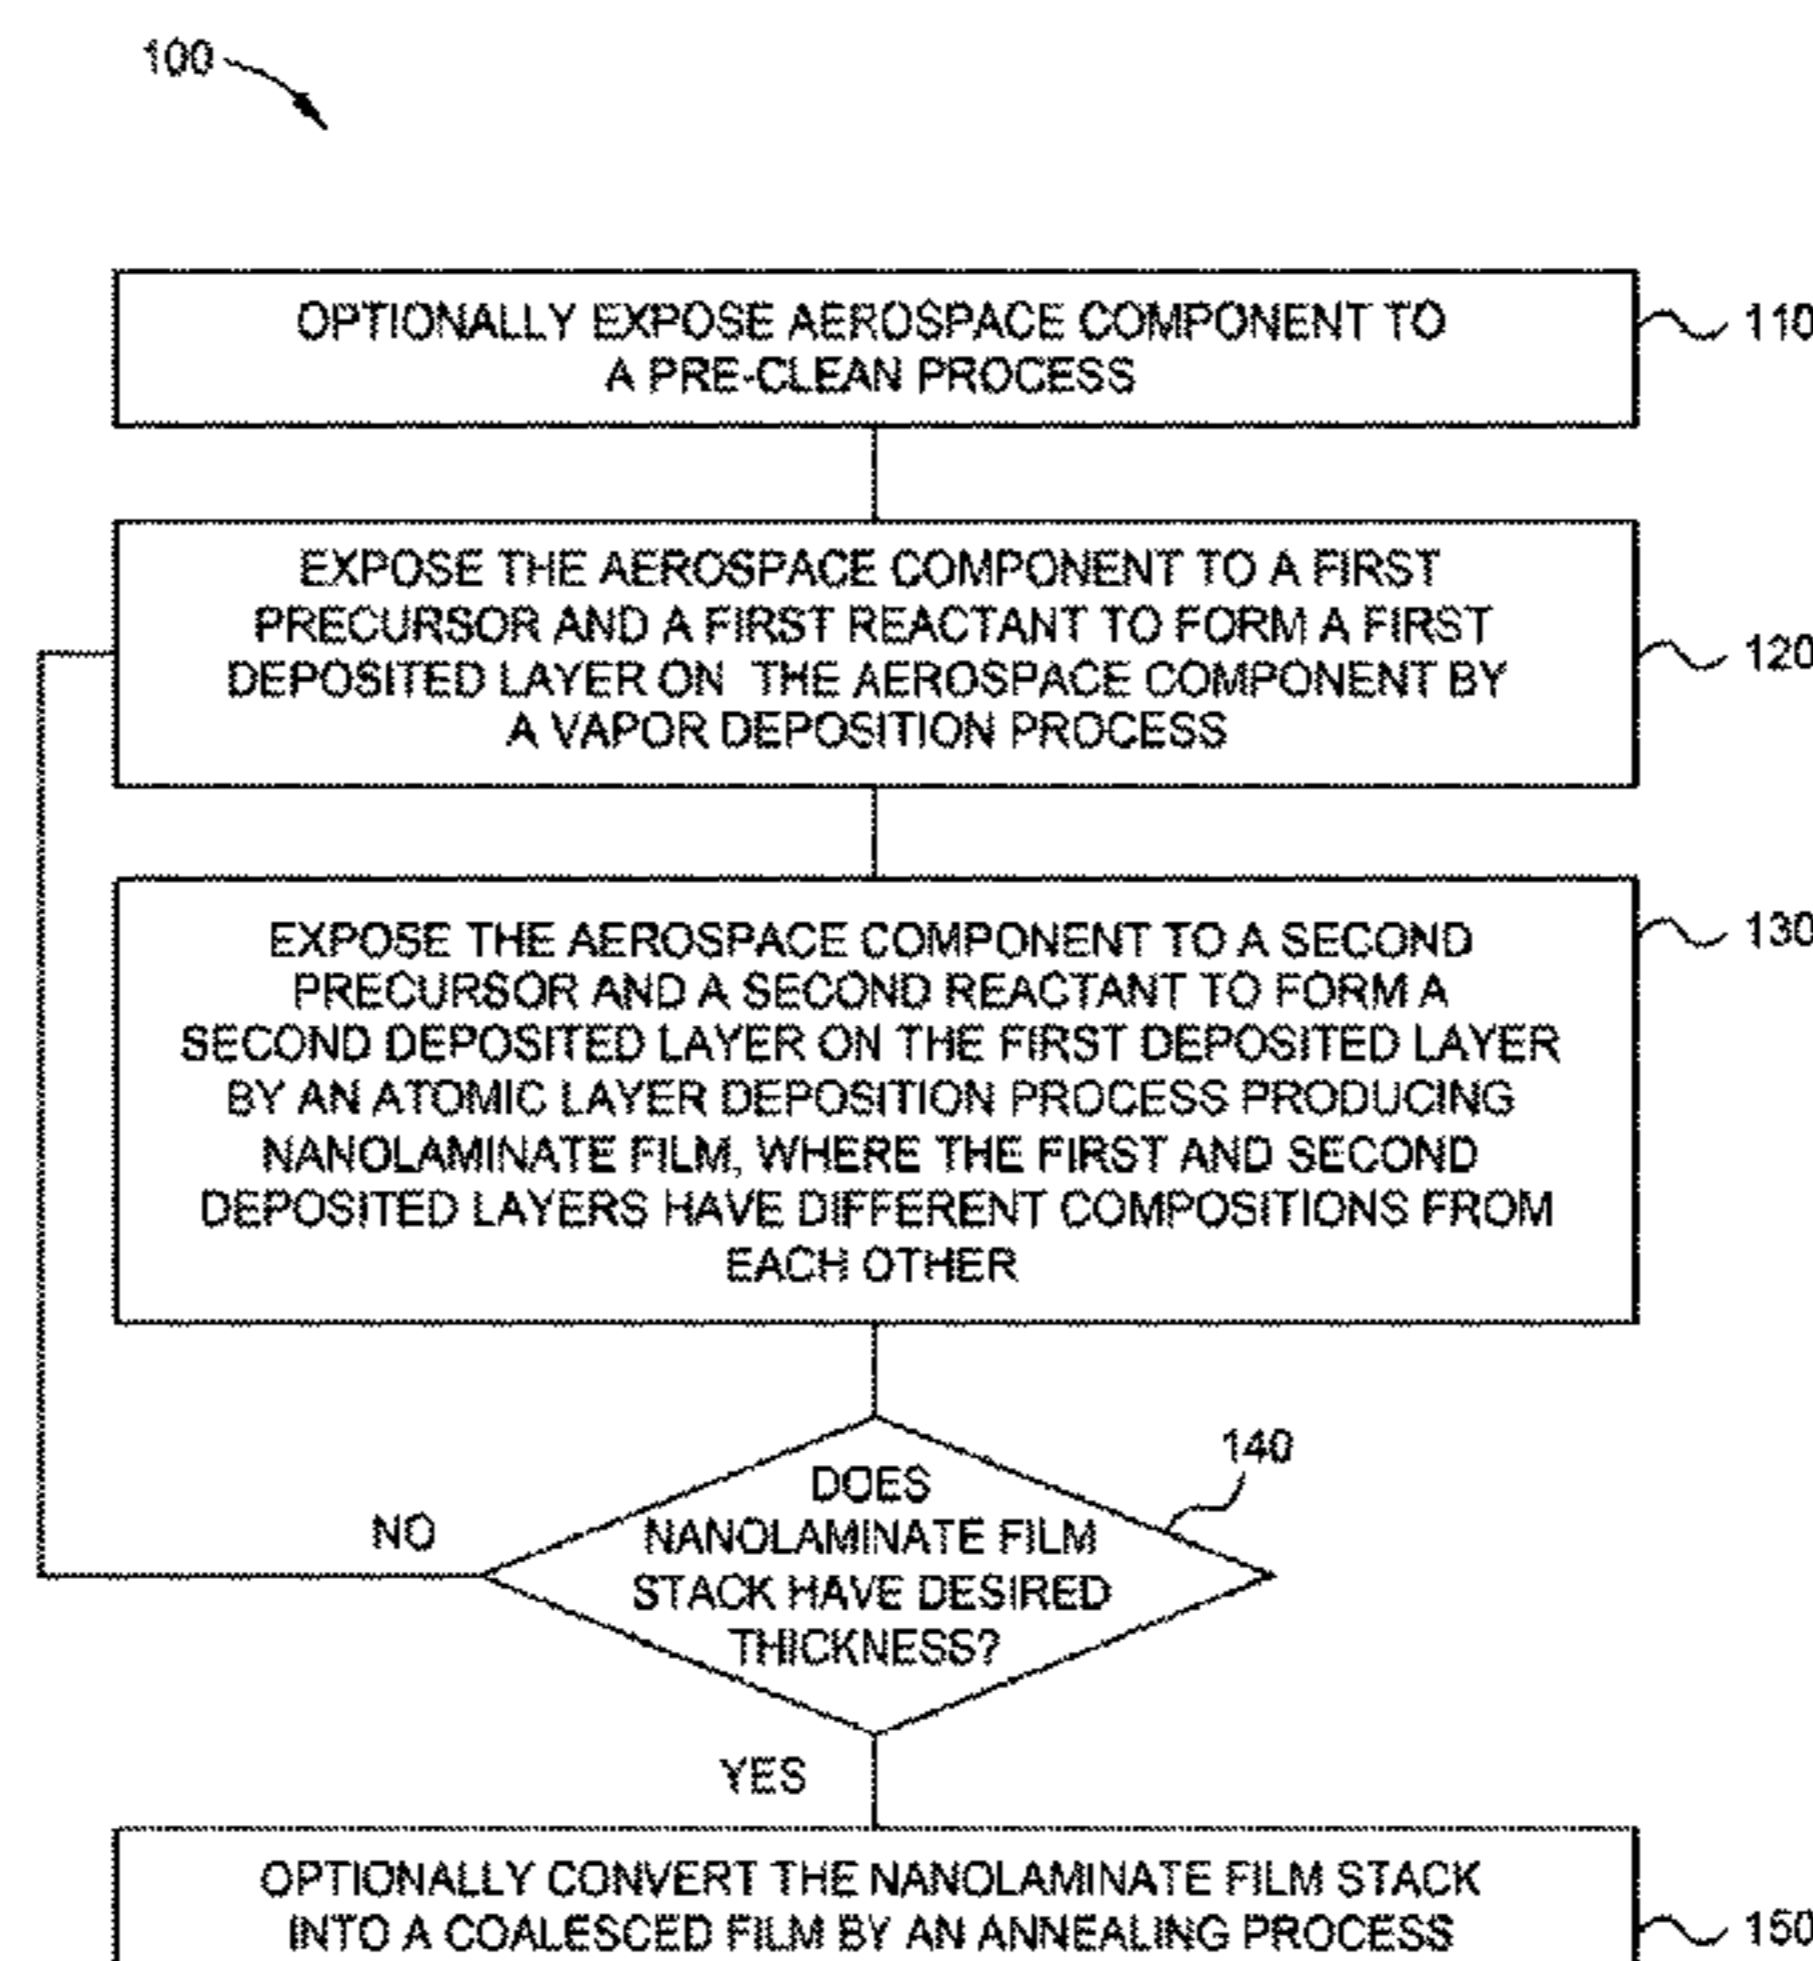 100
OPTIONALLY EXPOSE AEROSPACE COMPONENT TO
A PRE-CLEAN PROCESS
110
EXPOSE THE AEROSPACE COMPONENT TO A FIRST
PRECURSOR AND A FIRST REACTANT TO FORM A FIRST
DEPOSITED LAYER ON THE AEROSPACE COMPONENT BY
A VAPOR DEPOSITION PROCESS
120
EXPOSE THE AEROSPACE COMPONENT TO A SECOND
PRECURSOR AND A SECOND REACTANT TO FORM A
SECOND DEPOSITED LAYER ON THE FIRST DEPOSITED LAYER
BY AN ATOMIC LAYER DEPOSITION PROCESS PRODUCING
NANOLAMINATE FILM, WHERE THE FIRST AND SECOND
DEPOSITED LAYERS HAVE DIFFERENT COMPOSITIONS FROM
EACH OTHER
130
DOES
NANOLAMINATE FILM
STACK HAVE DESIRED
THICKNESS?
140
NO
YES
OPTIONALLY CONVERT THE NANOLAMINATE FILM STACK
INTO A COALESCED FILM BY AN ANNEALING PROCESS
150